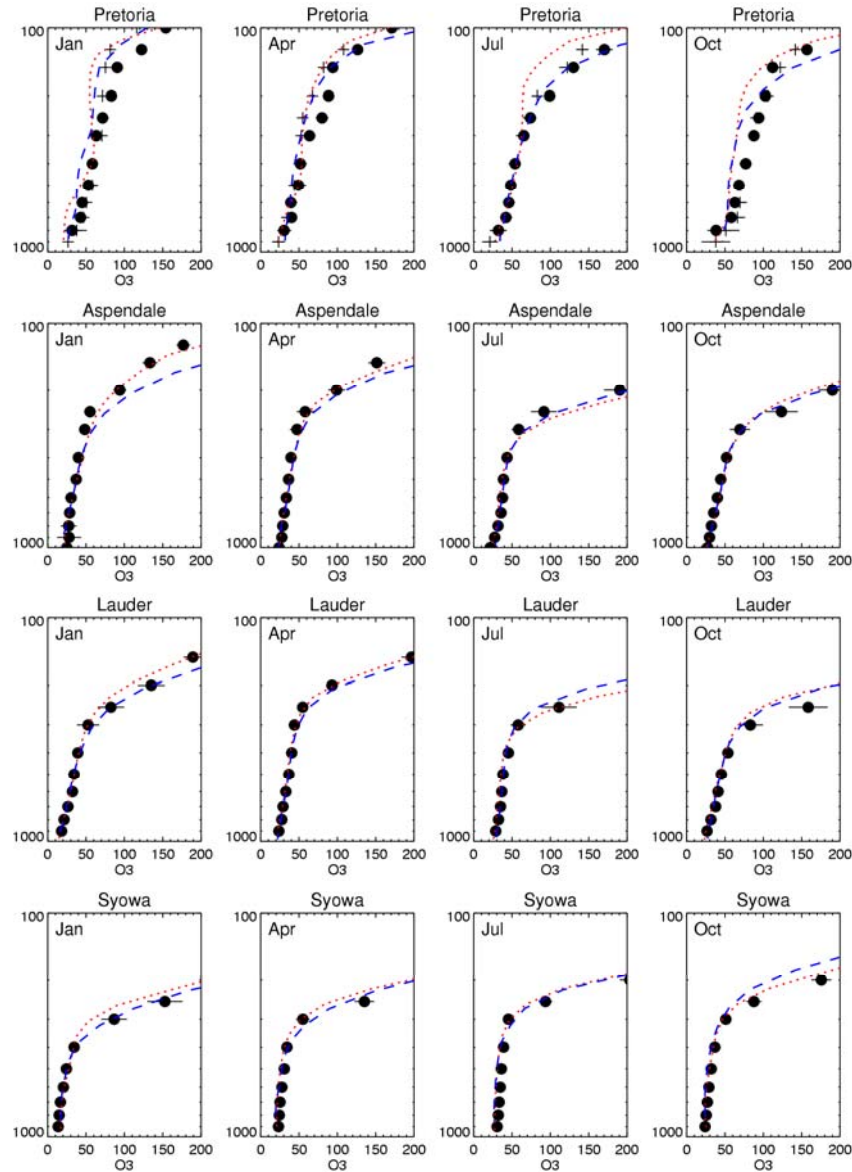 Pretoria Pretoria Pretoria Pretoria
100 100 100 100
Jan Apr Jul Oct
1000 1000 1000 1000
0 50 100 150 200 0 50 100 150 200 0 50 100 150 200 0 50 100 150 200
O3 O3 O3 O3
Aspendale Aspendale Aspendale Aspendale
100 100 100 100
Jan Apr Jul Oct
1000 1000 1000 1000
0 50 100 150 200 0 50 100 150 200 0 50 100 150 200 0 50 100 150 200
O3 O3 O3 O3
Lauder Lauder Lauder Lauder
100 100 100 100
Jan Apr Jul Oct
1000 1000 1000 1000
0 50 100 150 200 0 50 100 150 200 0 50 100 150 200 0 50 100 150 200
O3 O3 O3 O3
Syowa Syowa Syowa Syowa
100 100 100 100
Jan Apr Jul Oct
1000 1000 1000 1000
0 50 100 150 200 0 50 100 150 200 0 50 100 150 200 0 50 100 150 200
O3 O3 O3 O3